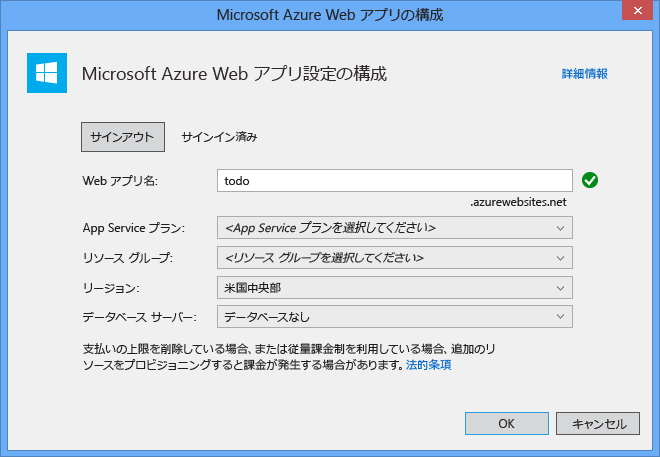 Microsoft Azure Web アプリの構成
Microsoft Azure Web アプリ設定の構成
詳細情報
サインアウト サインイン済み
Web アプリ名: todo
.azurewebsites.net
App Service プラン: <App Service プランを選択してください>
リソース グループ: <リソース グループを選択してください>
リージョン: 米国中央部
データベース サーバー: データベースなし
支払いの上限を削除している場合、または従量課金制を利用している場合、追加のリ
ソースをプロビジョニングすると課金が発生する場合があります。法的条項
OK キャンセル